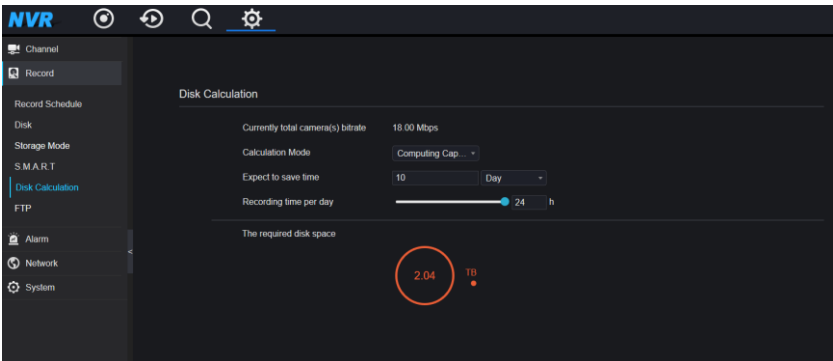 NVR
Channel
Record
Record Schedule
Disk
Storage Mode
S.M.A.R.T
Disk Calculation
FTP
Alarm
Network
System
Disk Calculation
Currently total camera(s) bitrate 18.00 Mbps
Calculation Mode Computing Cap...
Expect to save time 10 Day
Recording time per day 24 h
The required disk space
2.04 TB
<